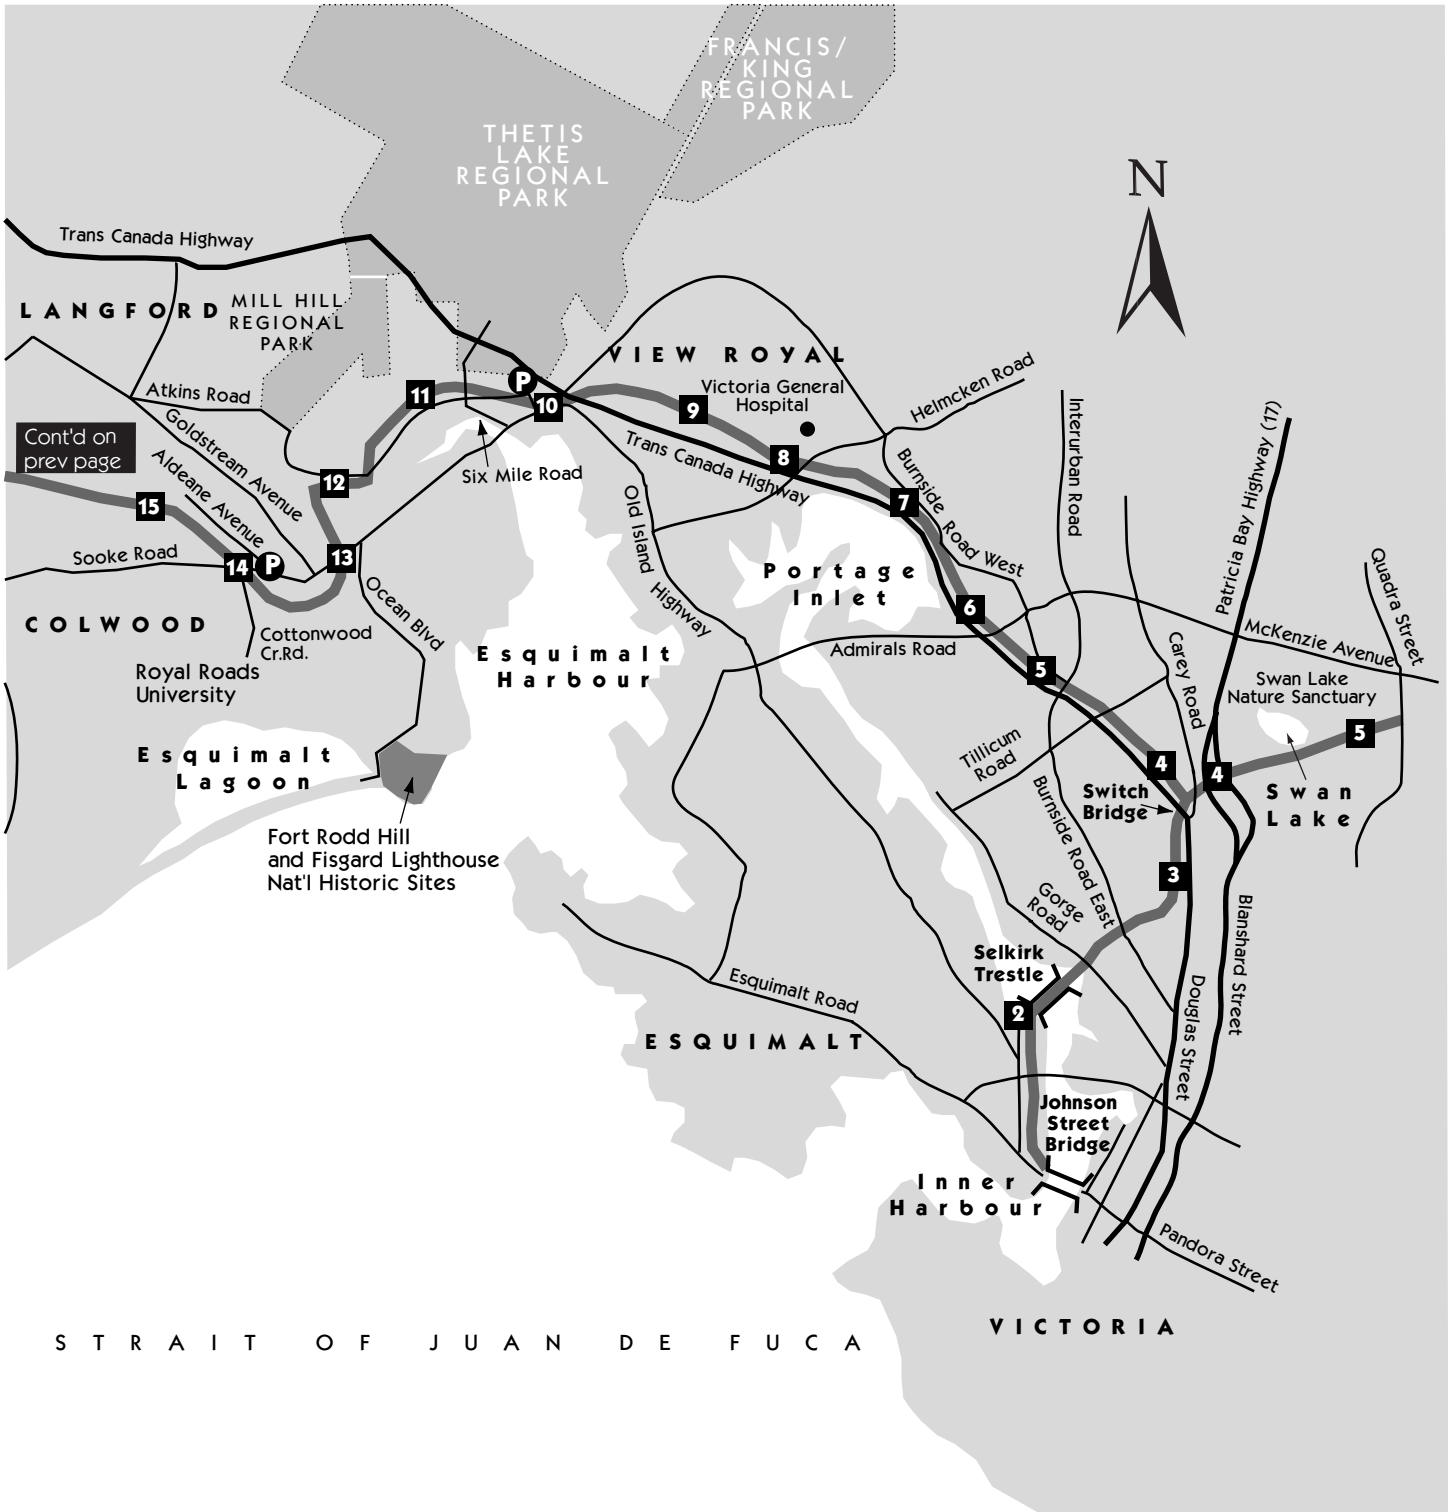 FRANCIS/
KING
REGIONAL
PARK
THETIS
LAKE
REGIONAL
PARK
N
Trans Canada Highway
LANGFORD
MILL HILL
REGIONAL
PARK
VIEW ROYAL
Victoria General
Hospital
Helmcken Road
Atkins Road
Goldstream Avenue
Aldeane Avenue
Cont'd on
prev page
P
11
10
9
8
7
12
15
13
14
P
Six Mile Road
Trans Canada Highway
Burnside Road West
Interurban Road
Patricia Bay Highway (17)
Quadra Street
Old Island Highway
Sooke Road
COLWOOD
Cottonwood
Cr.Rd.
Royal Roads
University
Ocean Blvd
Portage
Inlet
6
5
Admirals Road
McKenzie Avenue
Carey Road
Swan Lake
Nature Sanctuary
5
Esquimalt
Harbour
Esquimalt
Lagoon
Tillicum
Road
4
4
Switch
Bridge
Swan
Lake
Burnside Road East
Fort Rodd Hill
and Fisgard Lighthouse
Nat'l Historic Sites
3
Gorge
Road
Blanshard Street
Selkirk
Trestle
2
Douglas Street
Esquimalt Road
ESQUIMALT
Johnson
Street
Bridge
Inner
Harbour
Pandora Street
VICTORIA
STRAIT OF JUAN DE FUCA